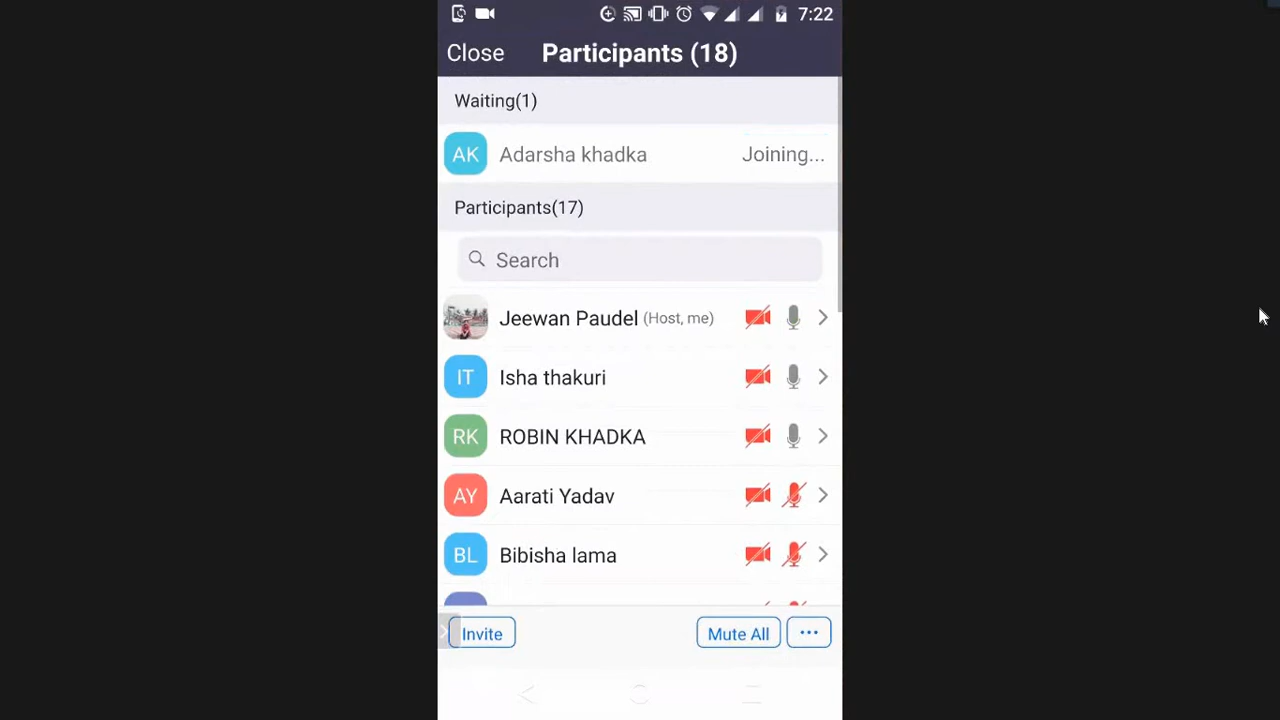 7:22
Close Participants (18)
Waiting(1)
AK Adarsha khadka Joining...
Participants(17)
Search
Jeewan Paudel (Host, me)
IT Isha thakuri
RK ROBIN KHADKA
AY Aarati Yadav
BL Bibisha lama
Invite Mute All ...